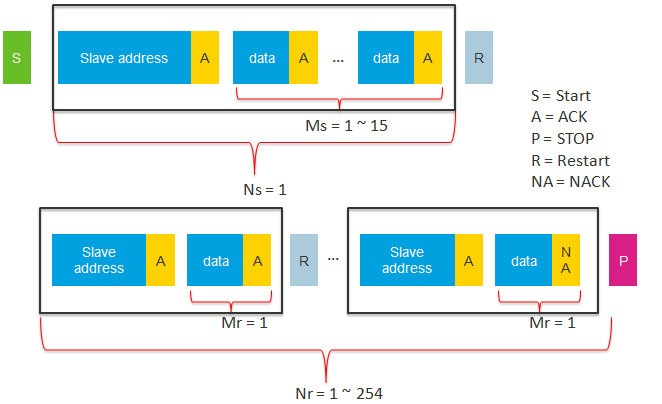 S
Slave address
A
data
A
...
data
A
R
Ms = 1 ~ 15
Ns = 1
S = Start
A = ACK
P = STOP
R = Restart
NA = NACK
Slave
address
A
data
A
R
...
Slave
address
A
data
N
A
P
Mr = 1
Mr = 1
Nr = 1 ~ 254